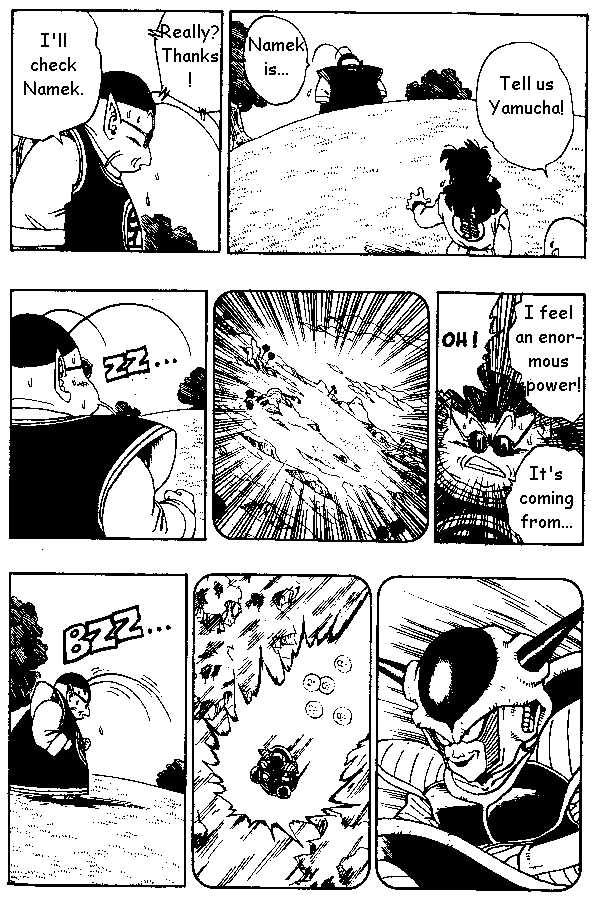 I'll
check
Namek.
Really?
Thanks
!
Namek
is...
Tell us
Yamucha!
ZZ...
OH!
I feel
an enor-
mous
power!
It's
coming
from...
BZZ...